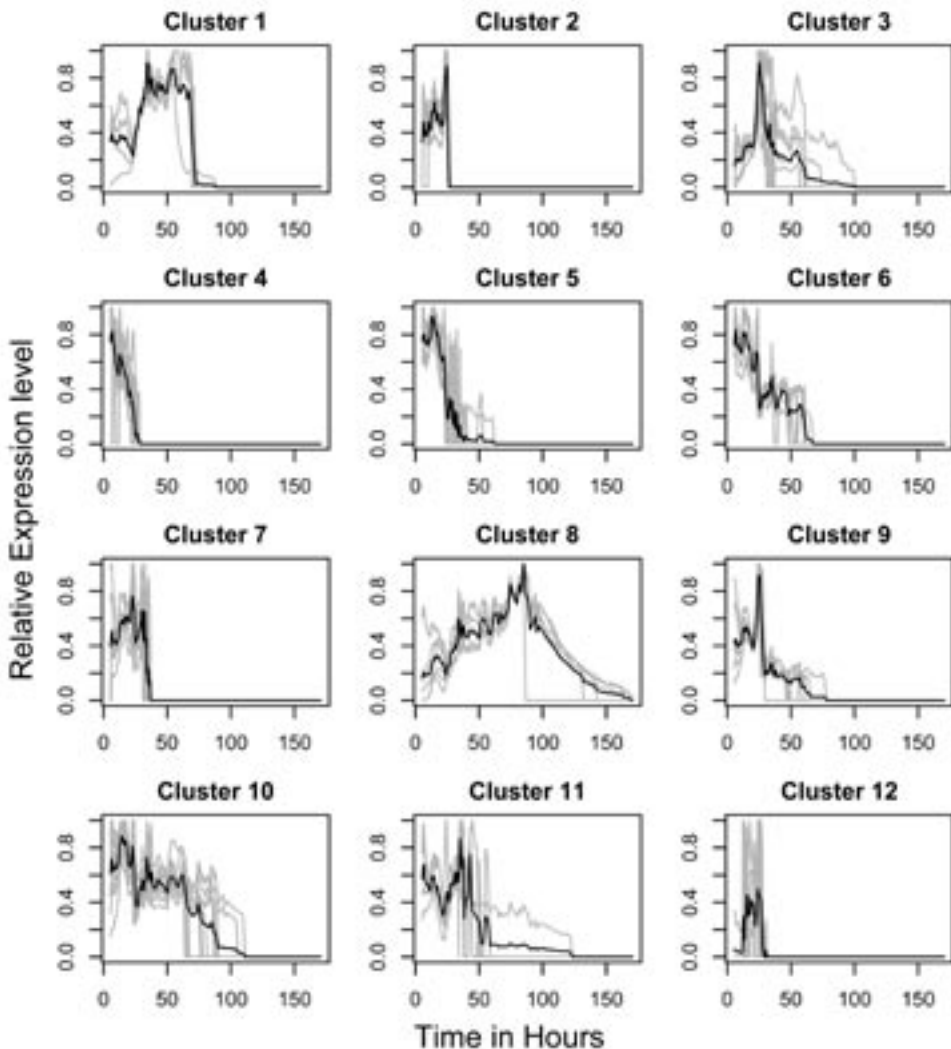 Cluster 1
Cluster 2
Cluster 3
0.0 0.4 0.8
0.0 0.4 0.8
0.0 0.4 0.8
0 50 100 150
0 50 100 150
0 50 100 150
Cluster 4
Cluster 5
Cluster 6
0.0 0.4 0.8
0.0 0.4 0.8
0.0 0.4 0.8
0 50 100 150
0 50 100 150
0 50 100 150
Relative Expression level
Cluster 7
Cluster 8
Cluster 9
0.0 0.4 0.8
0.0 0.4 0.8
0.0 0.4 0.8
0 50 100 150
0 50 100 150
0 50 100 150
Cluster 10
Cluster 11
Cluster 12
0.0 0.4 0.8
0.0 0.4 0.8
0.0 0.4 0.8
0 50 100 150
0 50 100 150
0 50 100 150
Time in Hours